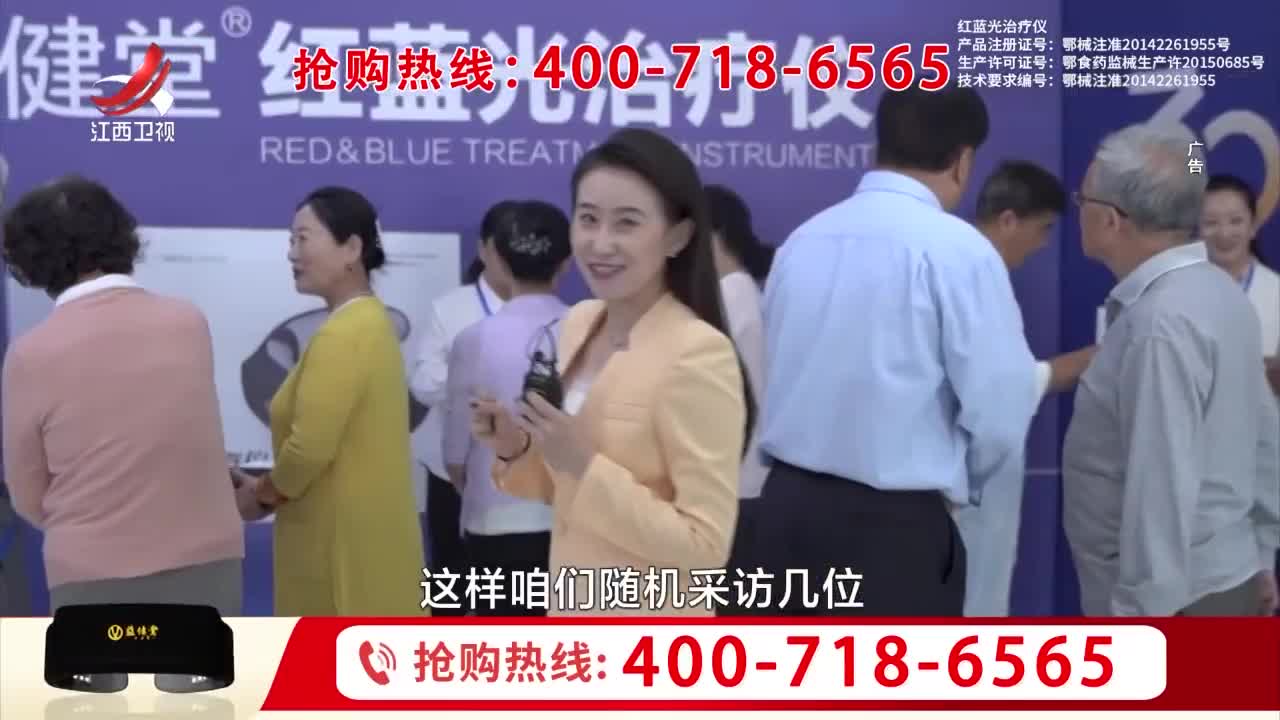 健堂®
红蓝光治疗仪
RED&BLUE TREATM
NSTRUMENT
抢购热线：400-718-6565
红蓝光治疗仪
产品注册证号：鄂械注准20142261955号
生产许可证号：鄂食药监械生产许20150685号
技术要求编号：鄂械注准20142261955
江西卫视
广告
这样咱们随机采访几位
益健堂
抢购热线：400-718-6565